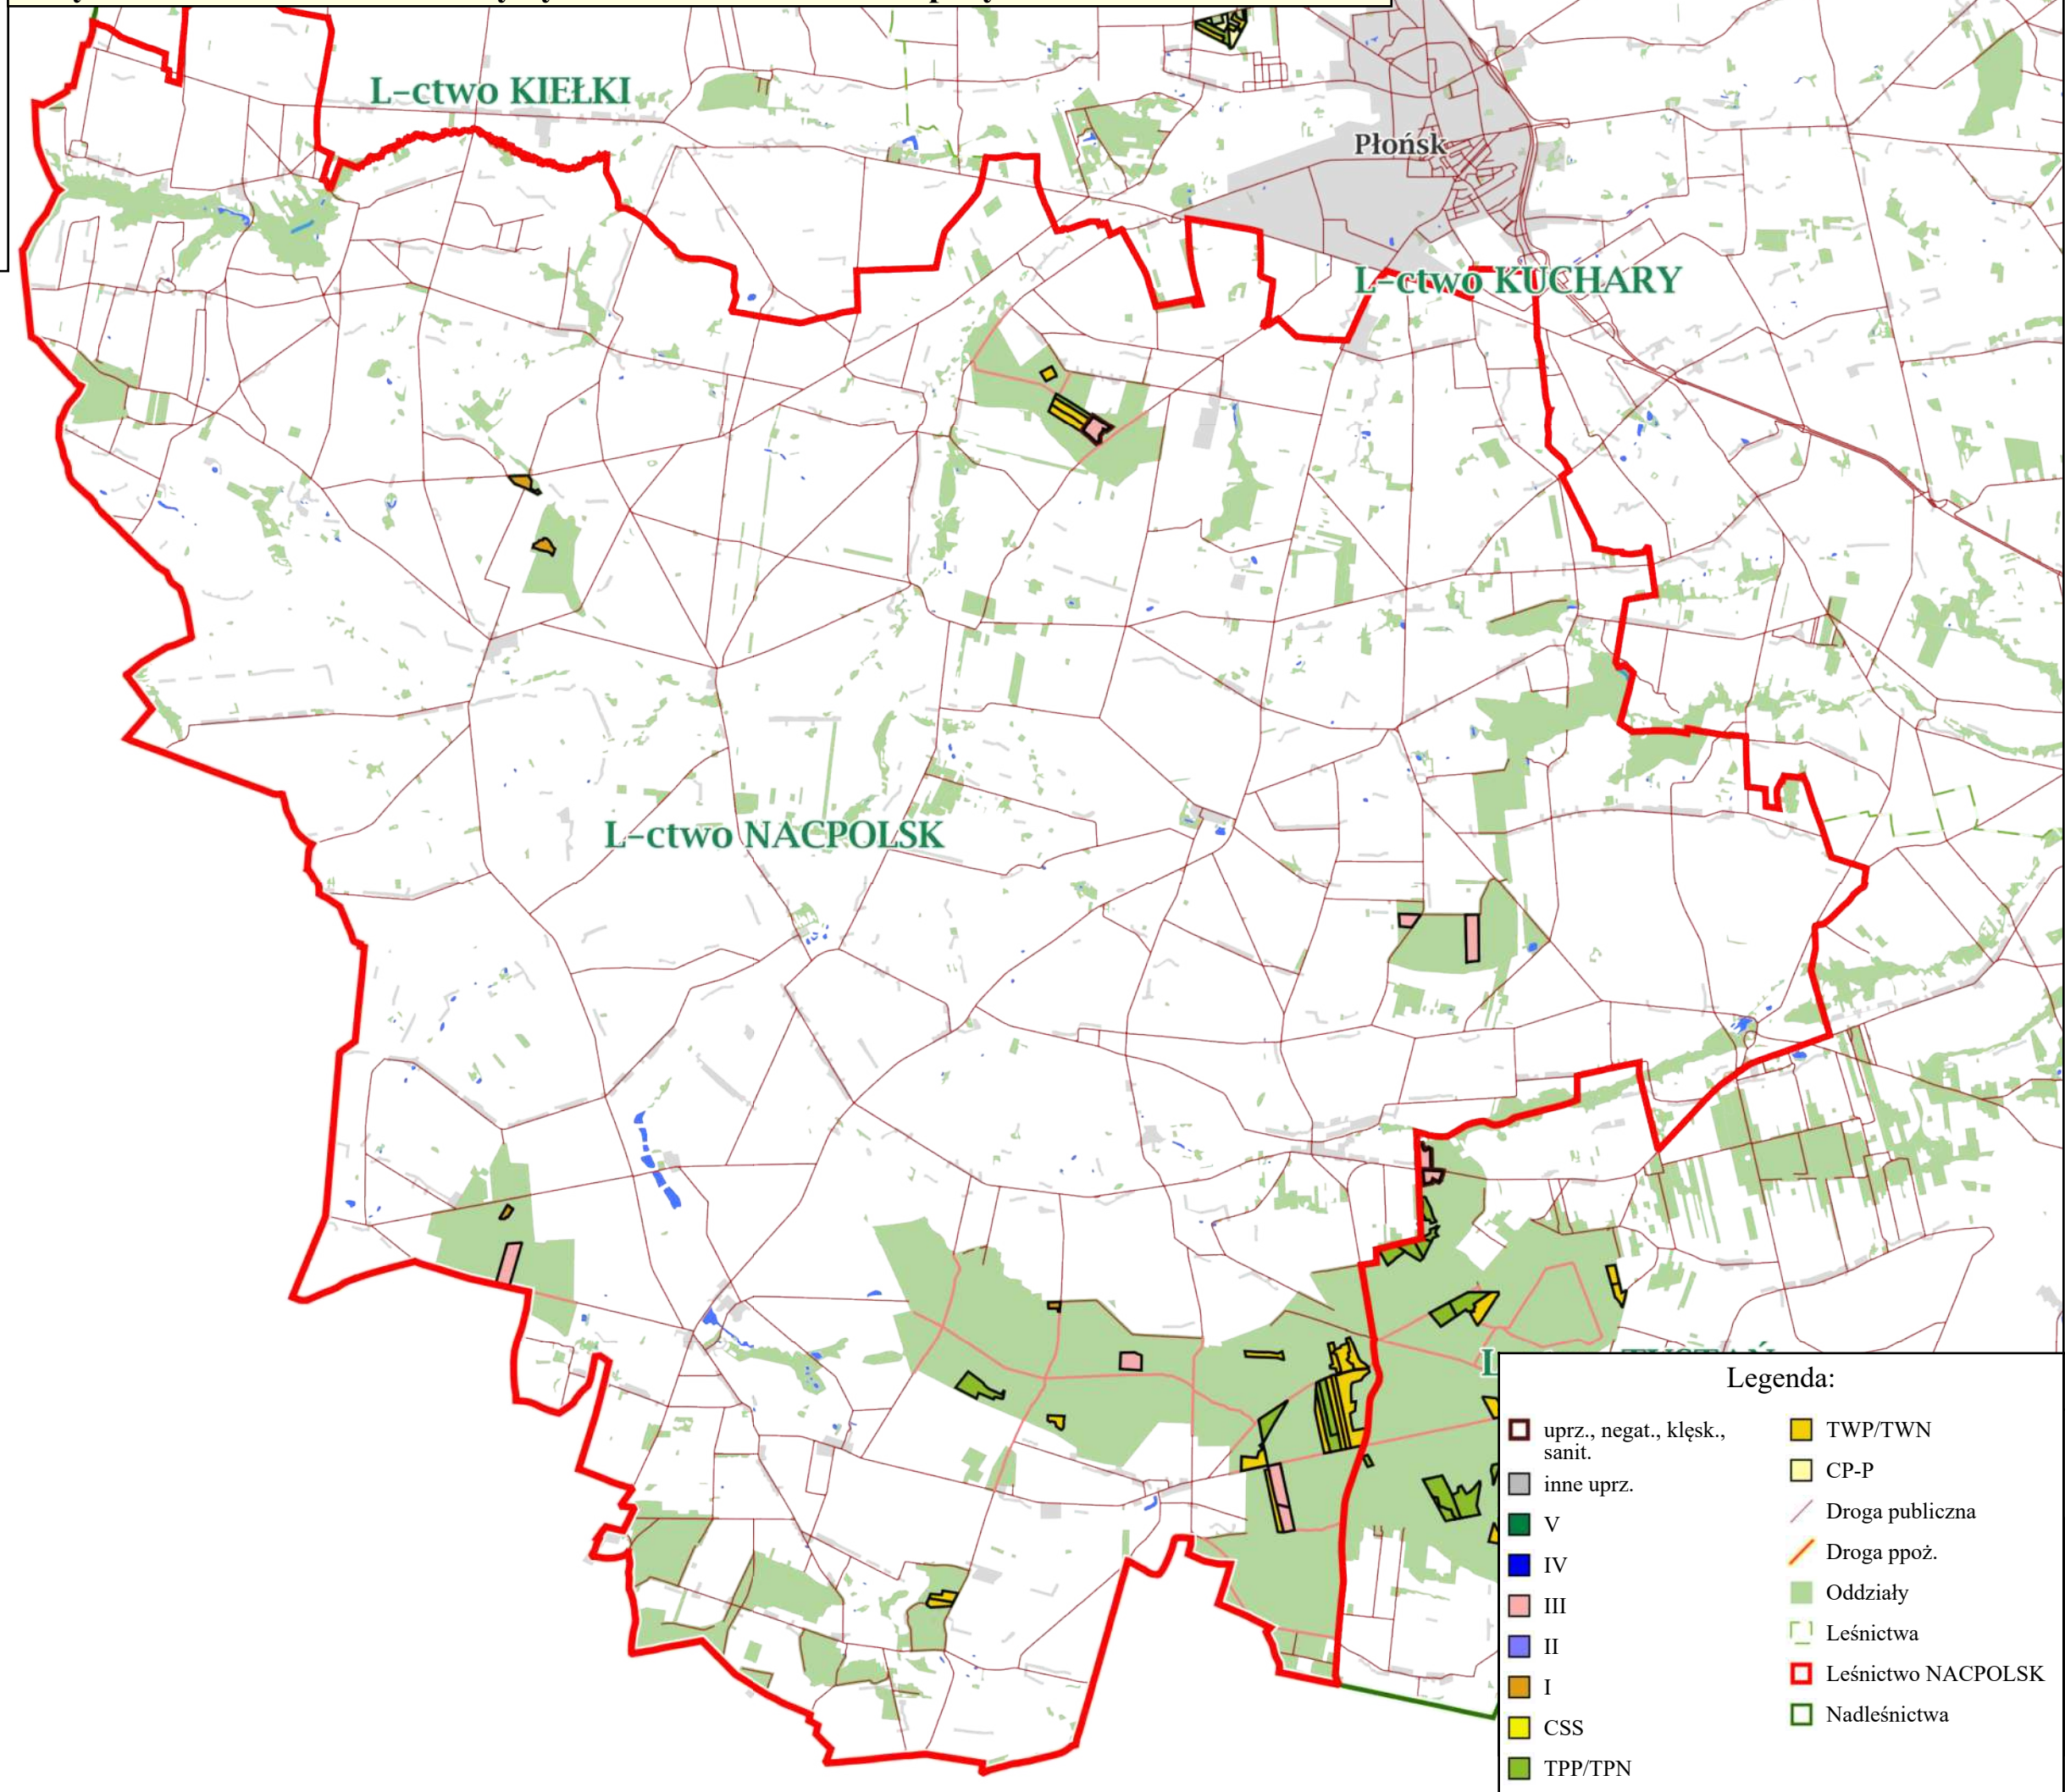 L-ctwo KIEŁKI
Płońsk
L-ctwo KUCHARY
L-ctwo NACPOLSK
Legenda:
uprz., negat., klęsk.,
sanit.
inne uprz.
V
IV
III
II
I
CSS
TPP/TPN
TWP/TWN
CP-P
Droga publiczna
Droga ppoż.
Oddziały
Leśnictwa
Leśnictwo NACPOLSK
Nadleśnictwa